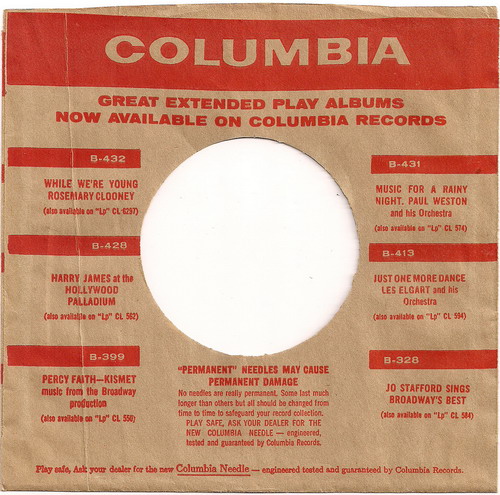 COLUMBIA
GREAT EXTENDED PLAY ALBUMS
NOW AVAILABLE ON COLUMBIA RECORDS
B-432
WHILE WE'RE YOUNG
ROSEMARY CLOONEY
(also available on "Lp" CL 6297)
B-428
HARRY JAMES at the
HOLLYWOOD
PALLADIUM
(also available on "Lp" CL 562)
B-399
PERCY FAITH—KISMET
music from the Broadway
production
(also available on "Lp" CL 550)
B-431
MUSIC FOR A RAINY
NIGHT. PAUL WESTON
and his Orchestra
(also available on "Lp" CL 574)
B-413
JUST ONE MORE DANCE
LES ELGART and his
Orchestra
(also available on "Lp" CL 594)
B-328
JO STAFFORD SINGS
BROADWAY'S BEST
(also available on "Lp" CL 584)
"PERMANENT" NEEDLES MAY CAUSE
PERMANENT DAMAGE
No needles are really permanent. Some last much
longer than others but all should be changed from
time to time to safeguard your record collection.
PLAY SAFE, ASK YOUR DEALER FOR THE
NEW COLUMBIA NEEDLE — engineered,
tested and guaranteed by Columbia Records.
Play safe, Ask your dealer for the new Columbia Needle — engineered tested and guaranteed by Columbia Records.